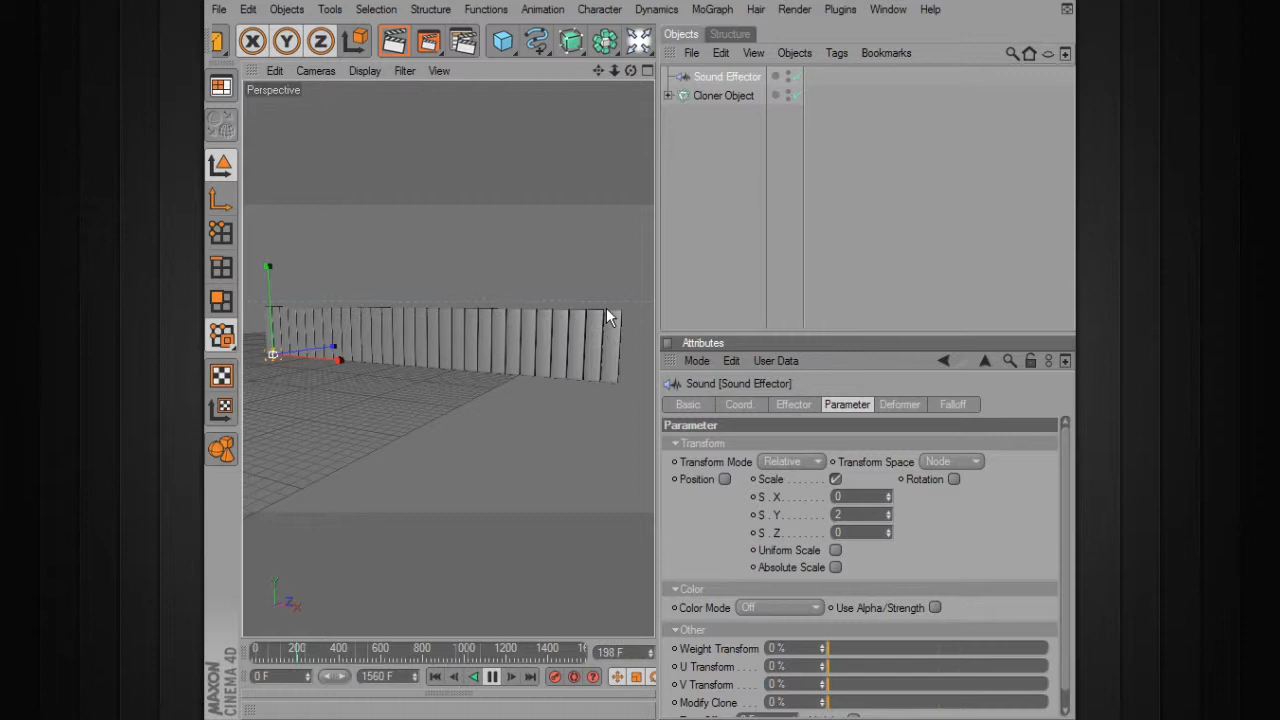 File Edit Objects Tools Selection Structure Functions Animation Character Dynamics MoGraph Hair Render Plugins Window Help
X Y Z
Objects Structure
File Edit View Objects Tags Bookmarks
Edit Cameras Display Filter View
Perspective
Sound Effector
Cloner Object
Attributes
Mode Edit User Data
Sound [Sound Effector]
Basic Coord. Effector Parameter Deformer Falloff
Parameter
Transform
Transform Mode Relative Transform Space Node
Position Scale . . . . . . . Rotation
S . X . . . . . . . . 0
S . Y . . . . . . . . 2
S . Z . . . . . . . . 0
Uniform Scale
Absolute Scale
Color
Color Mode Off Use Alpha/Strength
Other
Weight Transform 0 %
U Transform . . . . 0 %
V Transform . . . . 0 %
Modify Clone . . . 0 %
Y
Z X
0 200 400 600 800 1000 1200 1400 198 F
0 F 1560 F
MAXON
CINEMA 4D